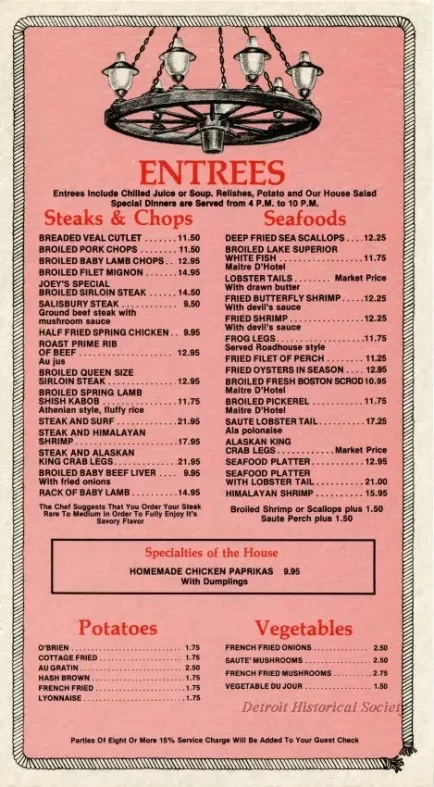 ENTREES
Entrees Include Chilled Juice or Soup, Relishes, Potato and Our House Salad
Special Dinners are Served from 4 P.M. to 10 P.M.
Steaks & Chops
BREADED VEAL CUTLET .......11.50
BROILED PORK CHOPS .......11.50
BROILED BABY LAMB CHOPS.. 12.95
BROILED FILET MIGNON .......14.95
JOEY'S SPECIAL
BROILED SIRLOIN STEAK ......14.50
SALISBURY STEAK ........... 9.50
Ground beef steak with
mushroom sauce
HALF FRIED SPRING CHICKEN.. 9.95
ROAST PRIME RIB
OF BEEF ................... 12.95
Au jus
BROILED QUEEN SIZE
SIRLOIN STEAK .............12.95
BROILED SPRING LAMB
SHISH KABOB ...............11.75
Athenian style, fluffy rice
STEAK AND SURF ............21.95
STEAK AND HIMALAYAN
SHRIMP ....................17.95
STEAK AND ALASKAN
KING CRAB LEGS.............21.95
BROILED BABY BEEF LIVER .... 9.95
With fried onions
RACK OF BABY LAMB .........14.95
The Chef Suggests That You Order Your Steak
Rare To Medium In Order To Fully Enjoy It's
Savory Flavor
Seafoods
DEEP FRIED SEA SCALLOPS ....12.25
BROILED LAKE SUPERIOR
WHITE FISH .................11.75
Maitre D'Hotel
LOBSTER TAILS ........ Market Price
With drawn butter
FRIED BUTTERFLY SHRIMP.....12.25
With devil's sauce
FRIED SHRIMP ...............12.25
With devil's sauce
FROG LEGS ..................11.75
Served Roadhouse style
FRIED FILET OF PERCH ....... 11.25
FRIED OYSTERS IN SEASON ... 12.95
BROILED FRESH BOSTON SCROD 10.95
Maitre D'Hotel
BROILED PICKEREL ...........11.75
Maitre D'Hotel
SAUTE LOBSTER TAIL..........17.25
Ala polonaise
ALASKAN KING
CRAB LEGS ............Market Price
SEAFOOD PLATTER ............12.95
SEAFOOD PLATTER
WITH LOBSTER TAIL ..........21.00
HIMALAYAN SHRIMP .......... 15.95
Broiled Shrimp or Scallops plus 1.50
Saute Perch plus 1.50
Specialties of the House
HOMEMADE CHICKEN PAPRIKAS 9.95
With Dumplings
Potatoes
O'BRIEN ........................ 1.75
COTTAGE FRIED .................. 1.75
AU GRATIN ...................... 2.50
HASH BROWN ..................... 1.75
FRENCH FRIED ................... 1.75
LYONNAISE ...................... 1.75
Vegetables
FRENCH FRIED ONIONS ............ 2.50
SAUTE' MUSHROOMS ............... 2.50
FRENCH FRIED MUSHROOMS ......... 2.75
VEGETABLE DU JOUR .............. 1.50
Detroit Historical Society
Parties Of Eight Or More 15% Service Charge Will Be Added To Your Guest Check